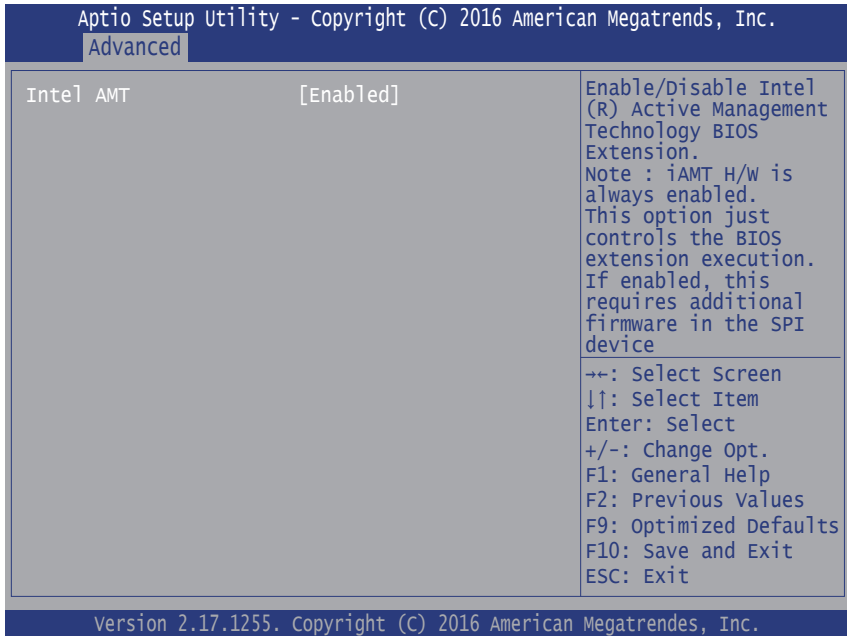 Aptio Setup Utility - Copyright (C) 2016 American Megatrends, Inc.
Advanced
Intel AMT [Enabled]
Enable/Disable Intel
(R) Active Management
Technology BIOS
Extension.
Note : iAMT H/W is
always enabled.
This option just
controls the BIOS
extension execution.
If enabled, this
requires additional
firmware in the SPI
device
→←: Select Screen
↓↑: Select Item
Enter: Select
+/-: Change Opt.
F1: General Help
F2: Previous Values
F9: Optimized Defaults
F10: Save and Exit
ESC: Exit
Version 2.17.1255. Copyright (C) 2016 American Megatrendes, Inc.